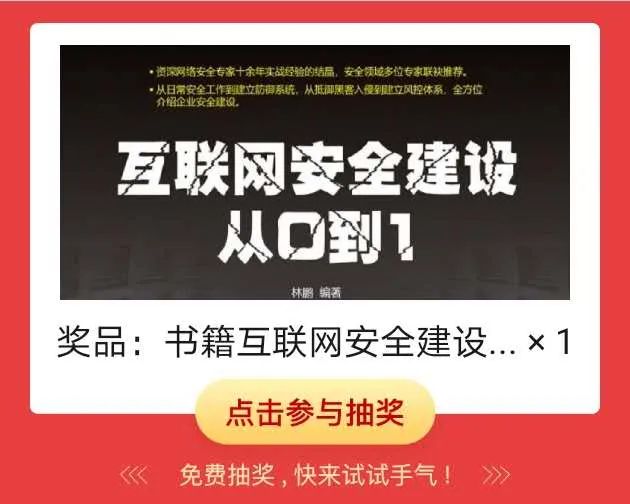 • 资深网络安全专家十余年实战经验的结晶，安全领域多位专家联袂推荐。
• 从日常安全工作到建立防御系统，从抵御黑客入侵到建立风控体系，全方位
介绍企业安全建设。
互联网安全建设
从0到1
林鹏 编著
奖品：书籍互联网安全建设... × 1
点击参与抽奖
免费抽奖，快来试试手气！